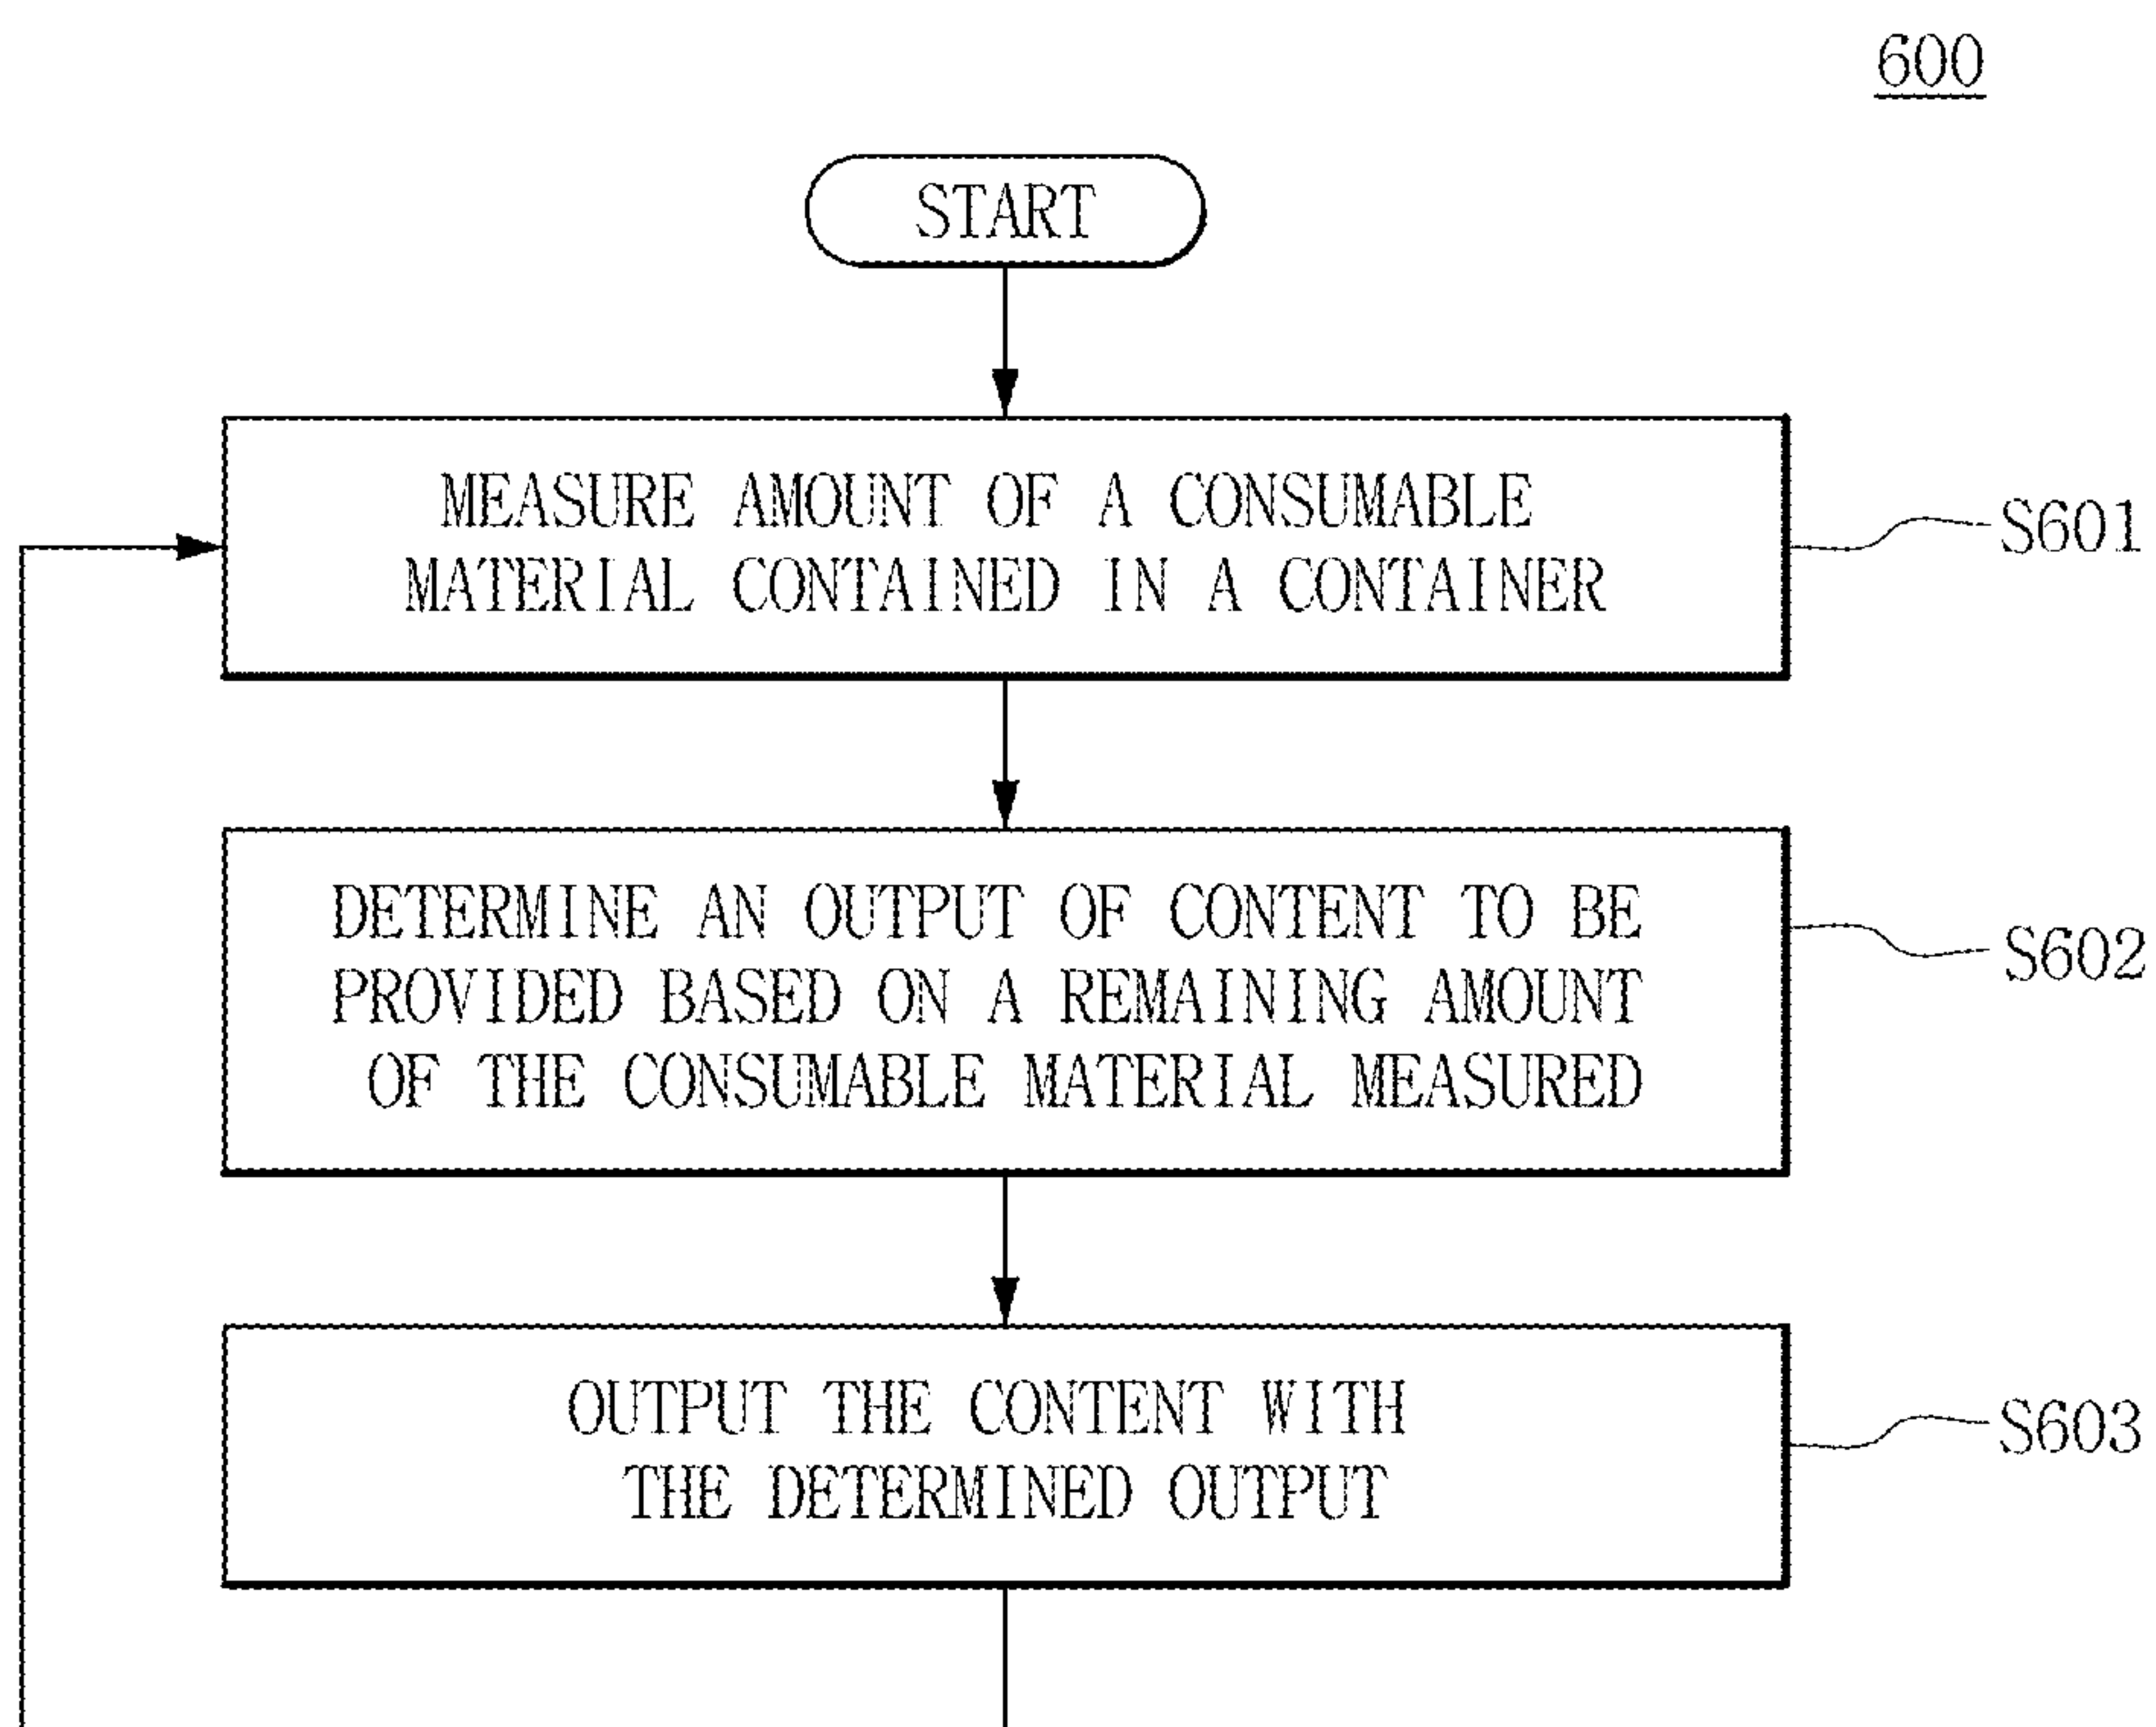 600
START
MEASURE AMOUNT OF A CONSUMABLE
MATERIAL CONTAINED IN A CONTAINER
S601
DETERMINE AN OUTPUT OF CONTENT TO BE
PROVIDED BASED ON A REMAINING AMOUNT
OF THE CONSUMABLE MATERIAL MEASURED
S602
OUTPUT THE CONTENT WITH
THE DETERMINED OUTPUT
S603